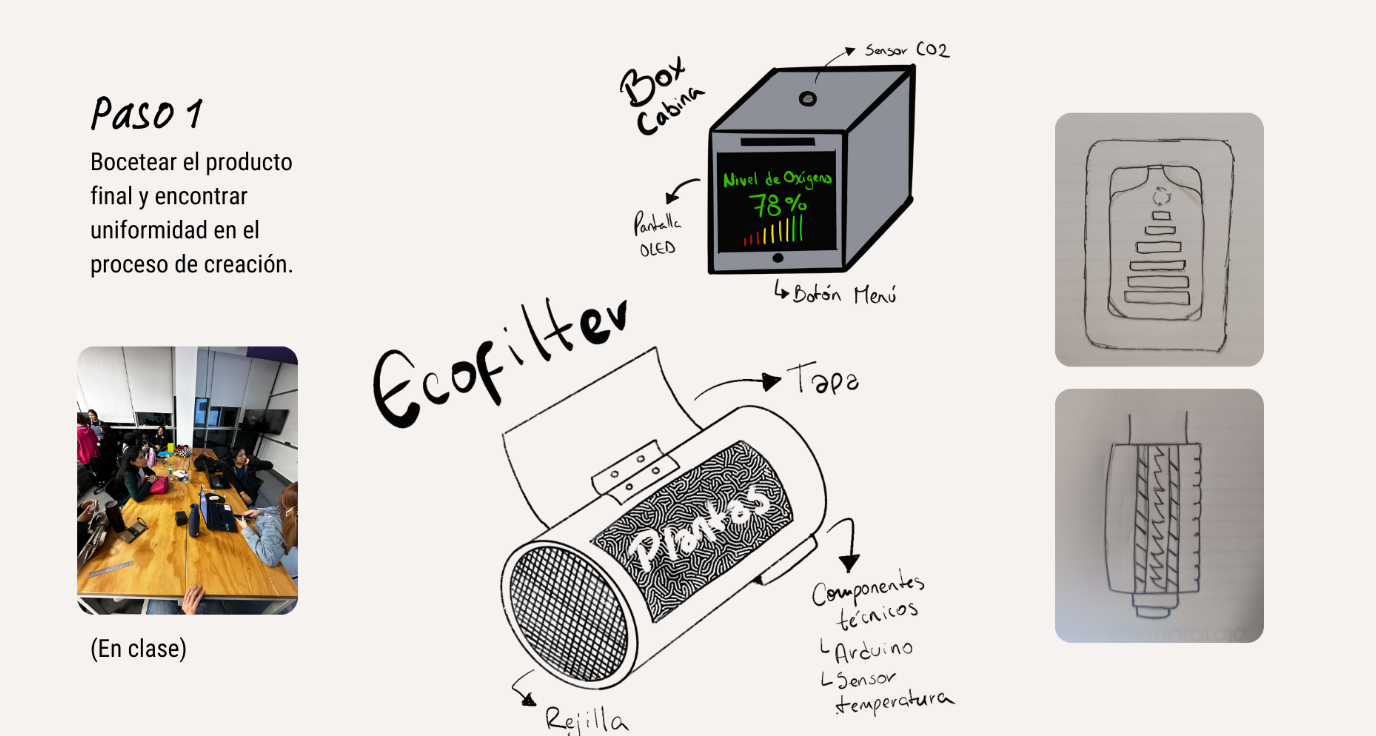 Paso 1
Bocetear el producto
final y encontrar
uniformidad en el
proceso de creación.
(En clase)
Box
Cabina
Sensor CO2
Nivel de Oxígeno
78%
Pantalla
OLED
Botón Menú
Ecofilter
Tapa
Plantas
Componentes
técnicos
Arduino
Sensor
temperatura
Rejilla